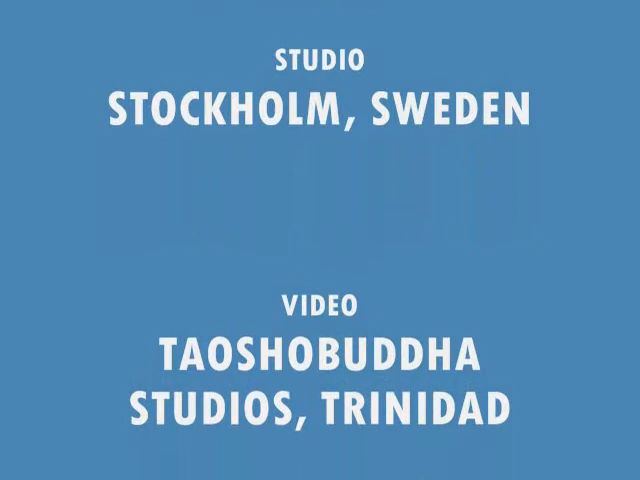 STUDIO
STOCKHOLM, SWEDEN
VIDEO
TAOSHOBUDDHA
STUDIOS, TRINIDAD